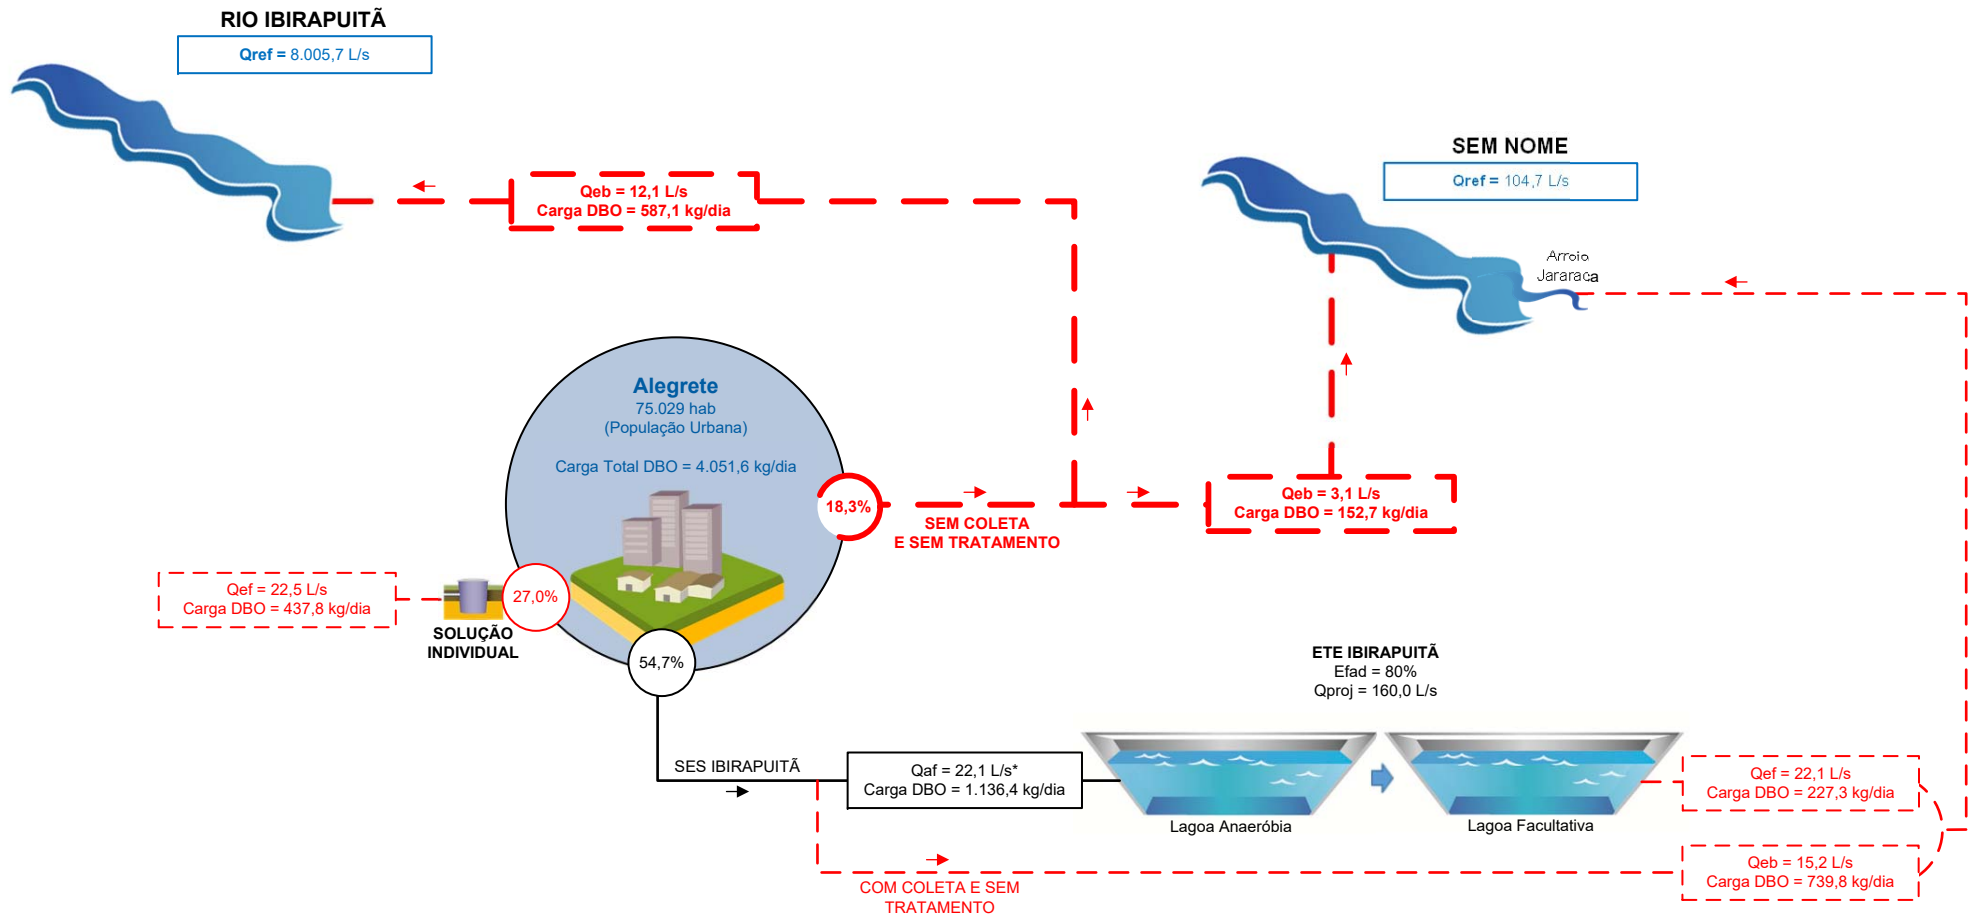 RIO IBIRAPUITÃ
Qref = 8.005,7 L/s
SEM NOME
Qref = 104,7 L/s
Arroio
Jararaca
Qeb = 12,1 L/s
Carga DBO = 587,1 kg/dia
Alegrete
75.029 hab
(População Urbana)
Carga Total DBO = 4.051,6 kg/dia
18,3%
SEM COLETA
E SEM TRATAMENTO
Qeb = 3,1 L/s
Carga DBO = 152,7 kg/dia
Qef = 22,5 L/s
Carga DBO = 437,8 kg/dia
27,0%
SOLUÇÃO
INDIVIDUAL
54,7%
ETE IBIRAPUITÃ
Efad = 80%
Qproj = 160,0 L/s
SES IBIRAPUITÃ
Qaf = 22,1 L/s*
Carga DBO = 1.136,4 kg/dia
Lagoa Anaeróbia
Lagoa Facultativa
Qef = 22,1 L/s
Carga DBO = 227,3 kg/dia
COM COLETA E SEM
TRATAMENTO
Qeb = 15,2 L/s
Carga DBO = 739,8 kg/dia